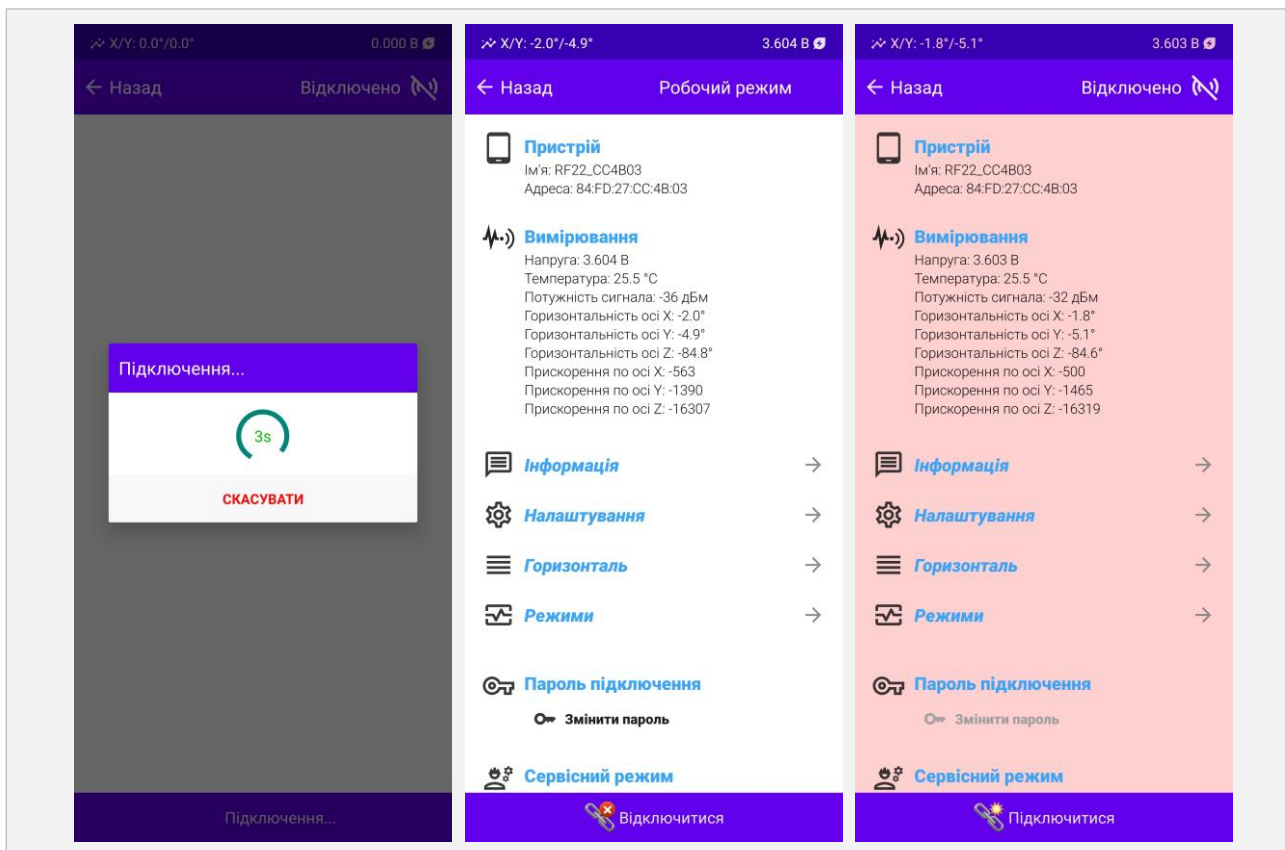 X/Y: 0.0°/0.0° 0.000 В
← Назад Відключено
Підключення...
3s
СКАСУВАТИ
Підключення...
X/Y: -2.0°/-4.9° 3.604 В
← Назад Робочий режим
Пристрій
Ім'я: RF22_CC4B03
Адреса: 84:FD:27:CC:4B:03
Вимірювання
Напруга: 3.604 В
Температура: 25.5 °C
Потужність сигнала: -36 дБм
Горизонтальність осі X: -2.0°
Горизонтальність осі Y: -4.9°
Горизонтальність осі Z: -84.8°
Прискорення по осі X: -563
Прискорення по осі Y: -1390
Прискорення по осі Z: -16307
Інформація →
Налаштування →
Горизонталь →
Режими →
Пароль підключення
Змінити пароль
Сервісний режим
Відключитися
X/Y: -1.8°/-5.1° 3.603 В
← Назад Відключено
Пристрій
Ім'я: RF22_CC4B03
Адреса: 84:FD:27:CC:4B:03
Вимірювання
Напруга: 3.603 В
Температура: 25.5 °C
Потужність сигнала: -32 дБм
Горизонтальність осі X: -1.8°
Горизонтальність осі Y: -5.1°
Горизонтальність осі Z: -84.6°
Прискорення по осі X: -500
Прискорення по осі Y: -1465
Прискорення по осі Z: -16319
Інформація →
Налаштування →
Горизонталь →
Режими →
Пароль підключення
Змінити пароль
Сервісний режим
Підключитися